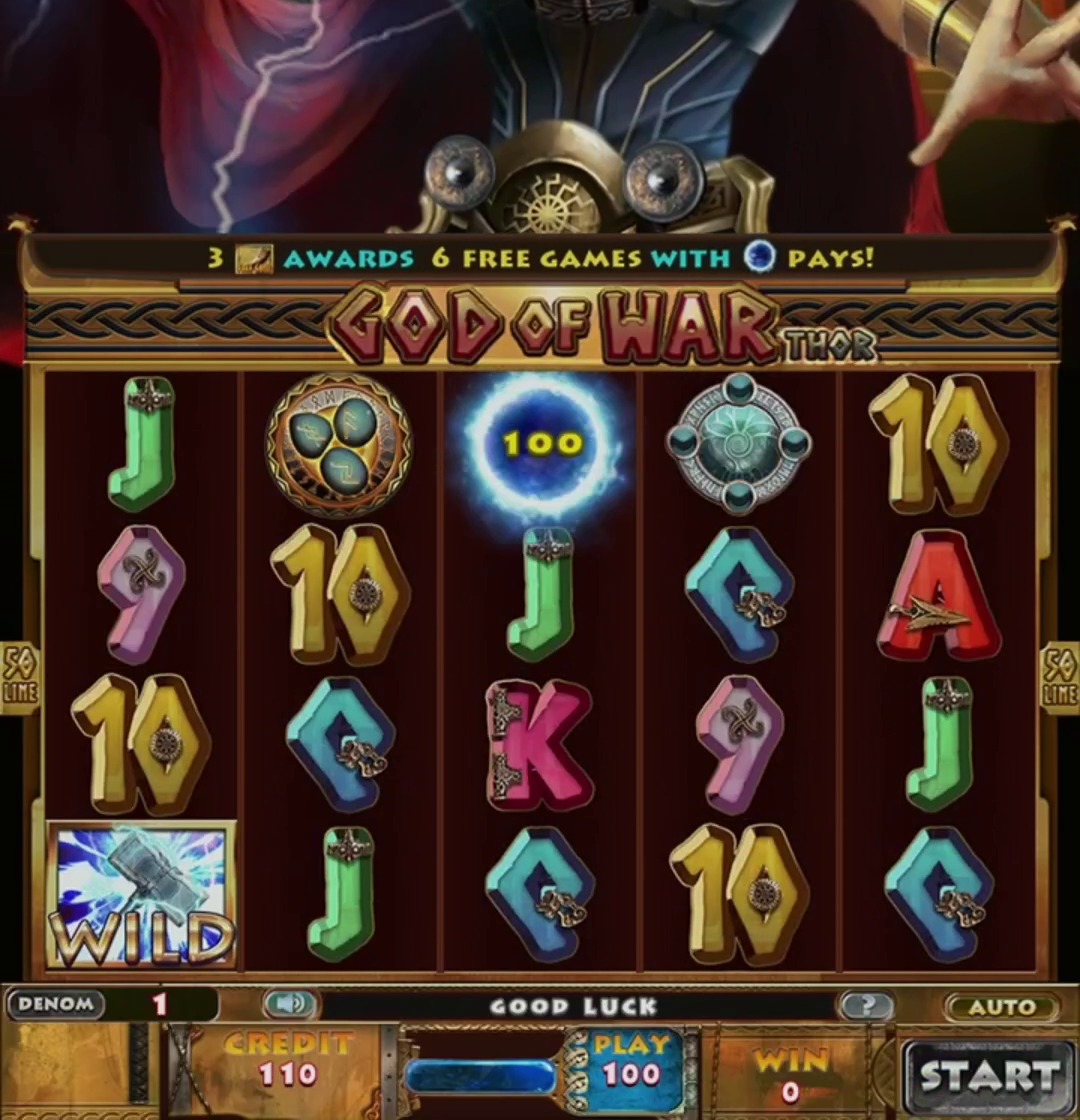 3 AWARDS 6 FREE GAMES WITH PAYS!
GOD OF WAR
THOR
J 100 10
9 10 J Q A
10 Q K 9 J
50 LINE
50 LINE
WILD J Q 10 Q
DENOM 1 GOOD LUCK ? AUTO
CREDIT PLAY WIN START
110 100 0